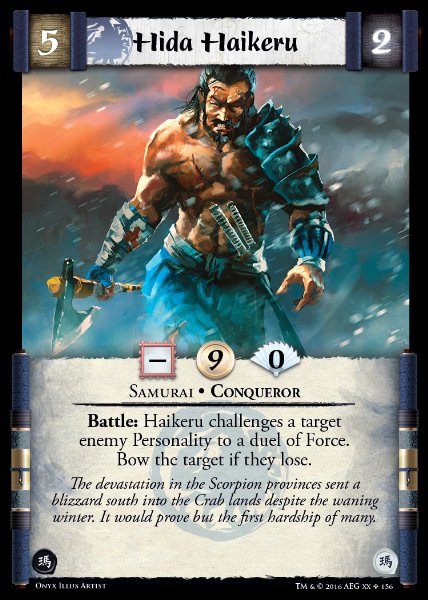 5 Hida Haikeru 2
– 9 0
Samurai • Conqueror
Battle: Haikeru challenges a target
enemy Personality to a duel of Force.
Bow the target if they lose.
The devastation in the Scorpion provinces sent a
blizzard south into the Crab lands despite the waning
winter. It would prove but the first hardship of many.
瑪 瑪
Onyx Illus Artist TM & © 2016 AEG XX ❖ 156